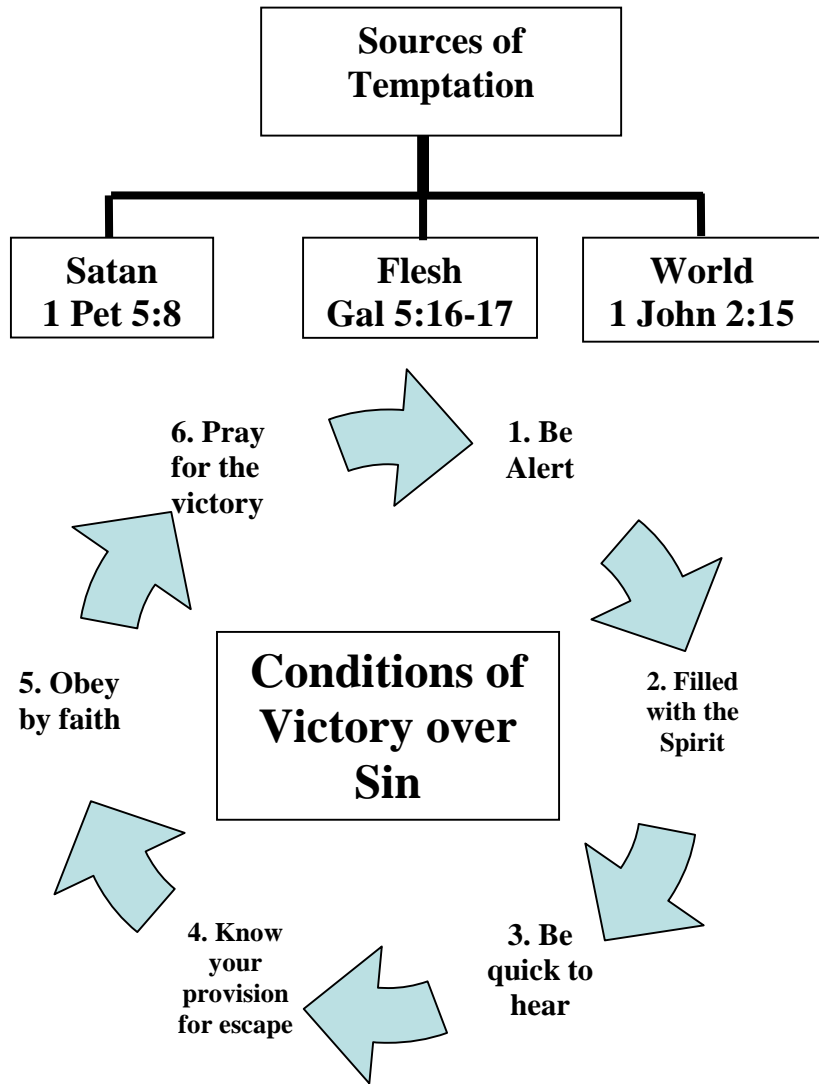 Sources of
Temptation
Satan
1 Pet 5:8
Flesh
Gal 5:16-17
World
1 John 2:15
1. Be
Alert
2. Filled
with the
Spirit
3. Be
quick to
hear
4. Know
your
provision
for escape
5. Obey
by faith
6. Pray
for the
victory
Conditions of
Victory over
Sin